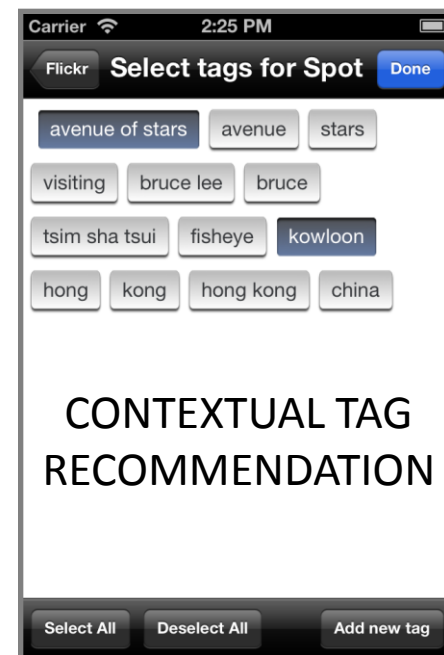 Carrier 2:25 PM
Flickr Select tags for Spot Done
avenue of stars avenue stars
visiting bruce lee bruce
tsim sha tsui fisheye kowloon
hong kong hong kong china
CONTEXTUAL TAG
RECOMMENDATION
Select All Deselect All Add new tag